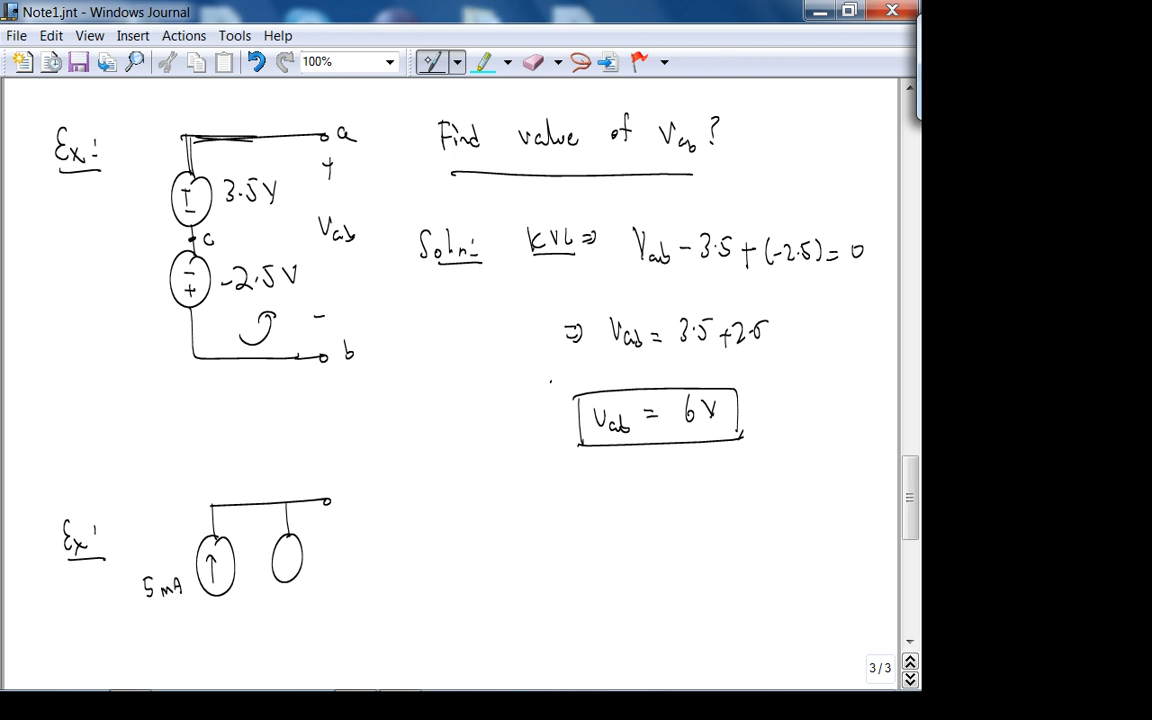 Note1.jnt - Windows Journal
File Edit View Insert Actions Tools Help
100%
Ex:
a
+
3.5V
+
-
c
Vab
-2.5V
-
+
-
b
Find value of Vab?
Soln:
KVL ⇒ Vab - 3.5 + (-2.5) = 0
⇒ Vab = 3.5 + 2.5
Vab = 6V
Ex:
5mA
3/3